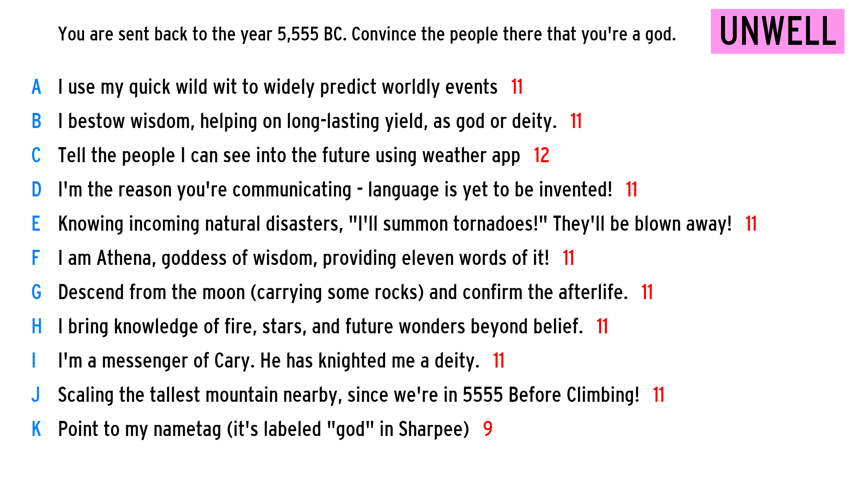 You are sent back to the year 5,555 BC. Convince the people there that you're a god.
UNWELL
A I use my quick wild wit to widely predict worldly events 11
B I bestow wisdom, helping on long-lasting yield, as god or deity. 11
C Tell the people I can see into the future using weather app 12
D I'm the reason you're communicating - language is yet to be invented! 11
E Knowing incoming natural disasters, "I'll summon tornadoes!" They'll be blown away! 11
F I am Athena, goddess of wisdom, providing eleven words of it! 11
G Descend from the moon (carrying some rocks) and confirm the afterlife. 11
H I bring knowledge of fire, stars, and future wonders beyond belief. 11
I I'm a messenger of Cary. He has knighted me a deity. 11
J Scaling the tallest mountain nearby, since we're in 5555 Before Climbing! 11
K Point to my nametag (it's labeled "god" in Sharpee) 9